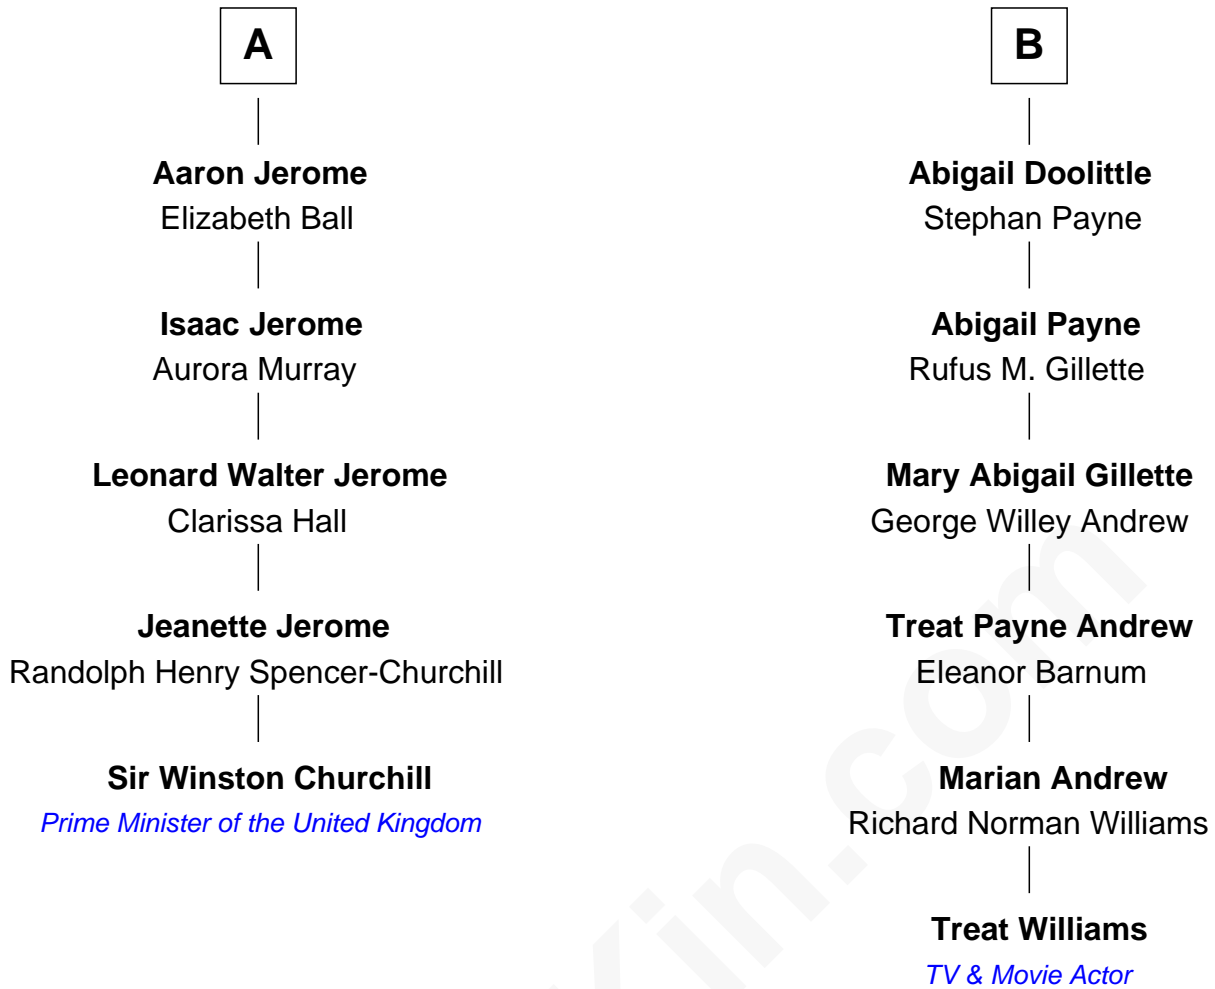 A
Aaron Jerome
Elizabeth Ball
Isaac Jerome
Aurora Murray
Leonard Walter Jerome
Clarissa Hall
Jeanette Jerome
Randolph Henry Spencer-Churchill
Sir Winston Churchill
Prime Minister of the United Kingdom
B
Abigail Doolittle
Stephan Payne
Abigail Payne
Rufus M. Gillette
Mary Abigail Gillette
George Willey Andrew
Treat Payne Andrew
Eleanor Barnum
Marian Andrew
Richard Norman Williams
Treat Williams
TV & Movie Actor
Kin.com